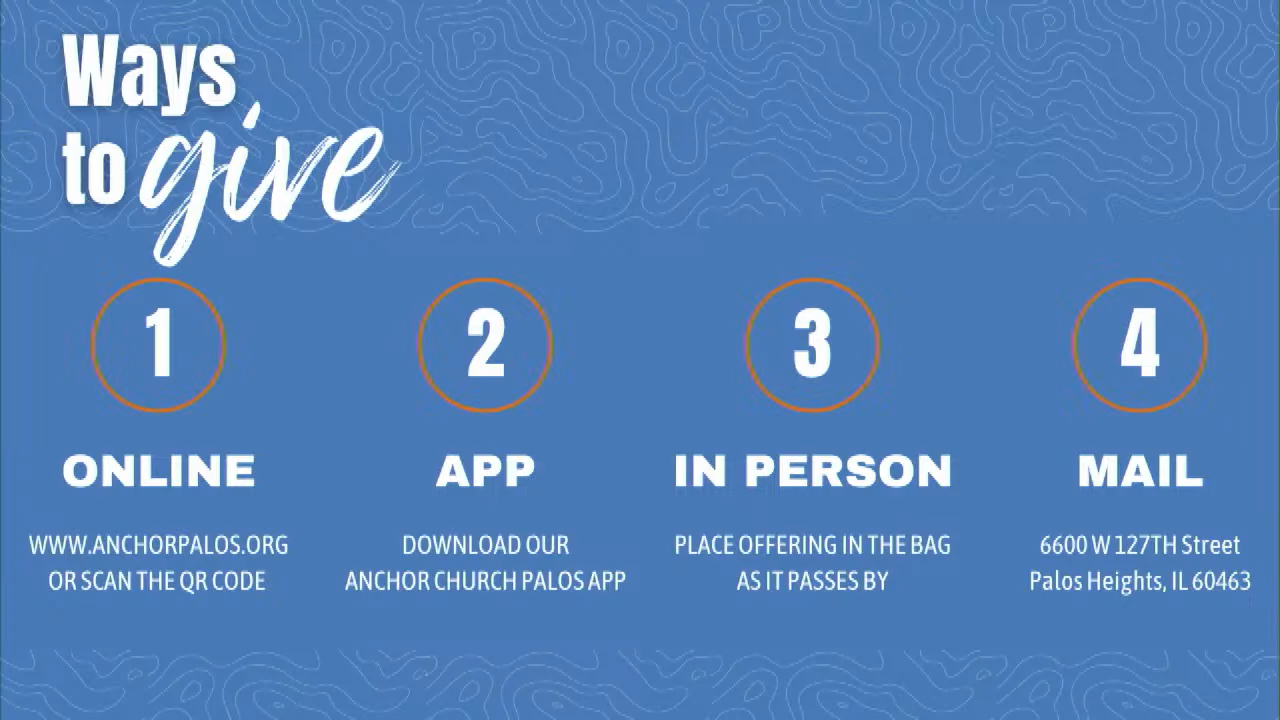 Ways
to give
1
2
3
4
ONLINE
APP
IN PERSON
MAIL
WWW.ANCHORPALOS.ORG
OR SCAN THE QR CODE
DOWNLOAD OUR
ANCHOR CHURCH PALOS APP
PLACE OFFERING IN THE BAG
AS IT PASSES BY
6600 W 127TH Street
Palos Heights, IL 60463